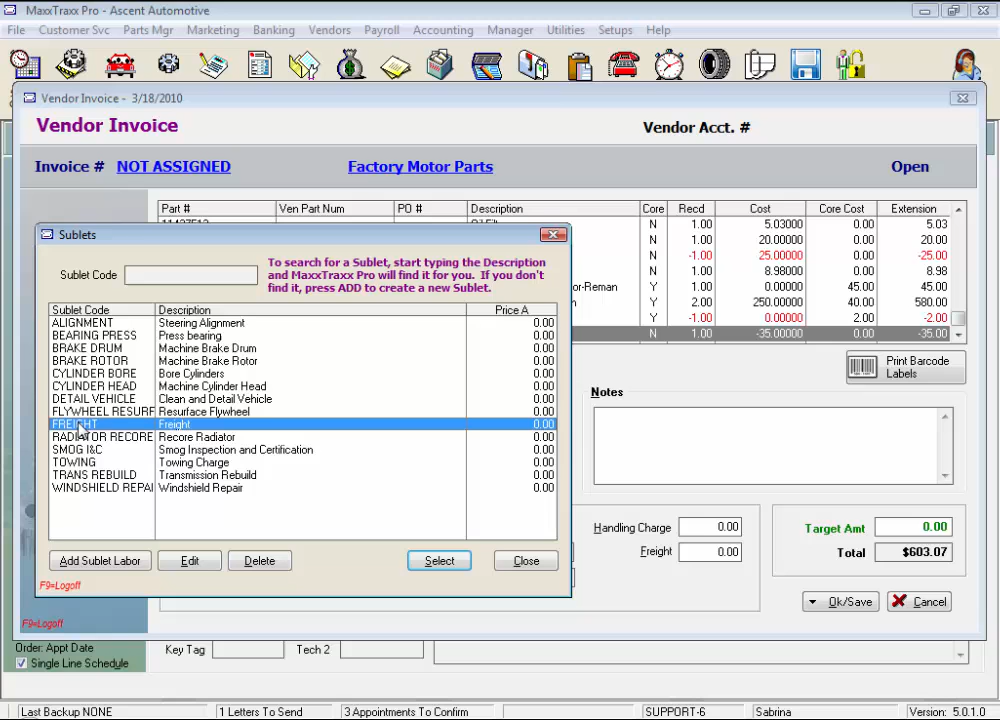 MaxxTraxx Pro - Ascent Automotive
File Customer Svc Parts Mgr Marketing Banking Vendors Payroll Accounting Manager Utilities Setups Help
Vendor Invoice - 3/18/2010
Vendor Invoice
Vendor Acct. #
Invoice # NOT ASSIGNED Factory Motor Parts Open
Part # Ven Part Num PO # Description Core Recd Cost Core Cost Extension
N 1.00 5.03000 0.00 5.03
N 1.00 20.00000 0.00 20.00
N -1.00 25.00000 0.00 -25.00
N 1.00 8.98000 0.00 8.98
or-Reman Y 1.00 0.00000 45.00 45.00
Y 2.00 250.00000 40.00 580.00
Y -1.00 0.00000 2.00 -2.00
N 1.00 -35.00000 0.00 -35.00
Print Barcode
Labels
Notes
Handling Charge 0.00
Freight 0.00
Target Amt 0.00
Total $603.07
Ok/Save Cancel
F9=Logoff
Sublets
Sublet Code
To search for a Sublet, start typing the Description
and MaxxTraxx Pro will find it for you. If you don't
find it, press ADD to create a new Sublet.
Sublet Code Description Price A
ALIGNMENT Steering Alignment 0.00
BEARING PRESS Press bearing 0.00
BRAKE DRUM Machine Brake Drum 0.00
BRAKE ROTOR Machine Brake Rotor 0.00
CYLINDER BORE Bore Cylinders 0.00
CYLINDER HEAD Machine Cylinder Head 0.00
DETAIL VEHICLE Clean and Detail Vehicle 0.00
FLYWHEEL RESURF Resurface Flywheel 0.00
FREIGHT Freight 0.00
RADIATOR RECORE Recore Radiator 0.00
SMOG I&C Smog Inspection and Certification 0.00
TOWING Towing Charge 0.00
TRANS REBUILD Transmission Rebuild 0.00
WINDSHIELD REPAI Windshield Repair 0.00
Add Sublet Labor Edit Delete Select Close
F9=Logoff
Order: Appt Date
Single Line Schedule
Key Tag Tech 2
Last Backup NONE 1 Letters To Send 3 Appointments To Confirm SUPPORT-6 Sabrina Version: 5.0.1.0